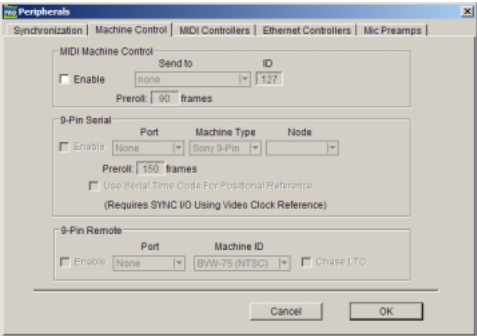 PRO Peripherals
Synchronization Machine Control MIDI Controllers Ethernet Controllers Mic Preamps
MIDI Machine Control
Send to ID
Enable none 127
Preroll: 90 frames
9-Pin Serial
Port Machine Type Node
Enable None Sony 9-Pin
Preroll: 150 frames
Use Serial Time Code For Positional Reference
(Requires SYNC I/O Using Video Clock Reference)
9-Pin Remote
Port Machine ID
Enable None BVW-75 (NTSC) Chase LTC
Cancel OK